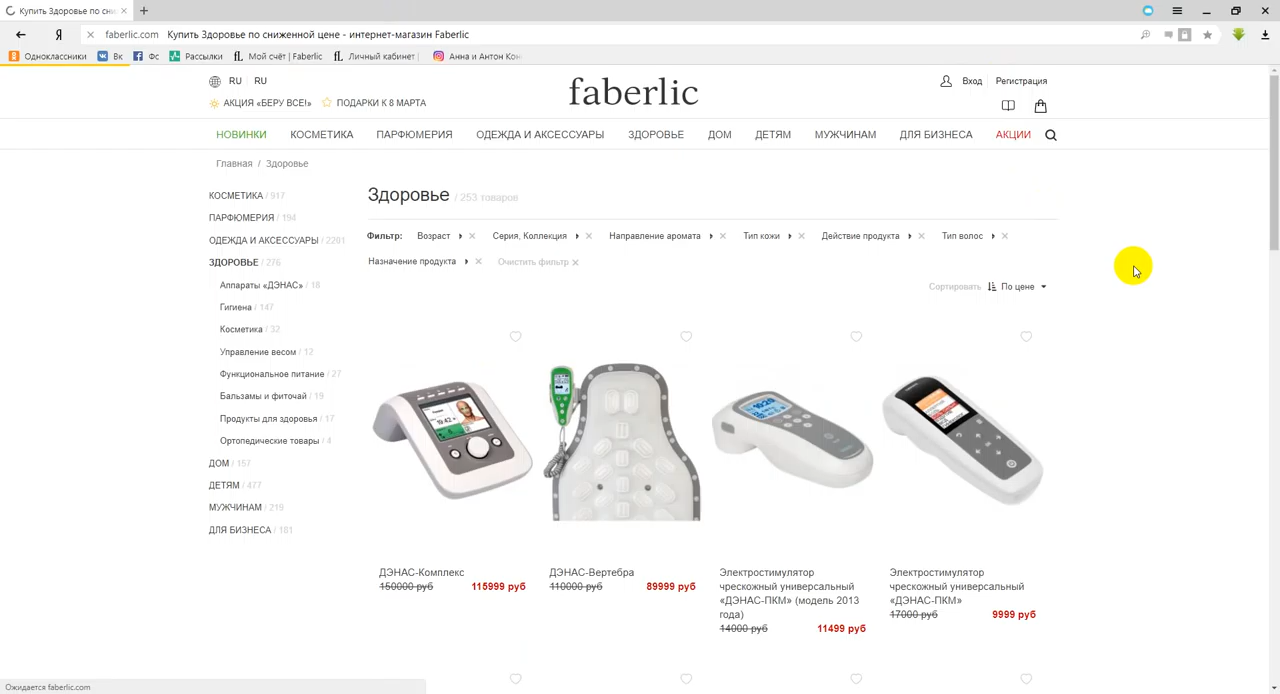 Купить Здоровье по сни
Я
faberlic.com Купить Здоровье по сниженной цене - интернет-магазин Faberlic
Одноклассники Вк Фс Рассылки Мой счёт | Faberlic Личный кабинет | Анна и Антон Кон
RU RU
АКЦИЯ «БЕРУ ВСЕ!» ПОДАРКИ К 8 МАРТА
faberlic
Вход Регистрация
НОВИНКИ КОСМЕТИКА ПАРФЮМЕРИЯ ОДЕЖДА И АКСЕССУАРЫ ЗДОРОВЬЕ ДОМ ДЕТЯМ МУЖЧИНАМ ДЛЯ БИЗНЕСА АКЦИИ
Главная / Здоровье
КОСМЕТИКА / 917
ПАРФЮМЕРИЯ / 194
ОДЕЖДА И АКСЕССУАРЫ / 2201
ЗДОРОВЬЕ / 276
Аппараты «ДЭНАС» / 18
Гигиена / 147
Косметика / 32
Управление весом / 12
Функциональное питание / 27
Бальзамы и фиточай / 19
Продукты для здоровья / 17
Ортопедические товары / 4
ДОМ / 157
ДЕТЯМ / 477
МУЖЧИНАМ / 219
ДЛЯ БИЗНЕСА / 181
Здоровье / 253 товаров
Фильтр: Возраст Серия, Коллекция Направление аромата Тип кожи Действие продукта Тип волос
Назначение продукта Очистить фильтр
Сортировать По цене
ДЭНАС-Комплекс
150000 руб 115999 руб
ДЭНАС-Вертебра
110000 руб 89999 руб
Электростимулятор
чрескожный универсальный
«ДЭНАС-ПКМ» (модель 2013
года)
14000 руб 11499 руб
Электростимулятор
чрескожный универсальный
«ДЭНАС-ПКМ»
17000 руб 9999 руб
Ожидается faberlic.com